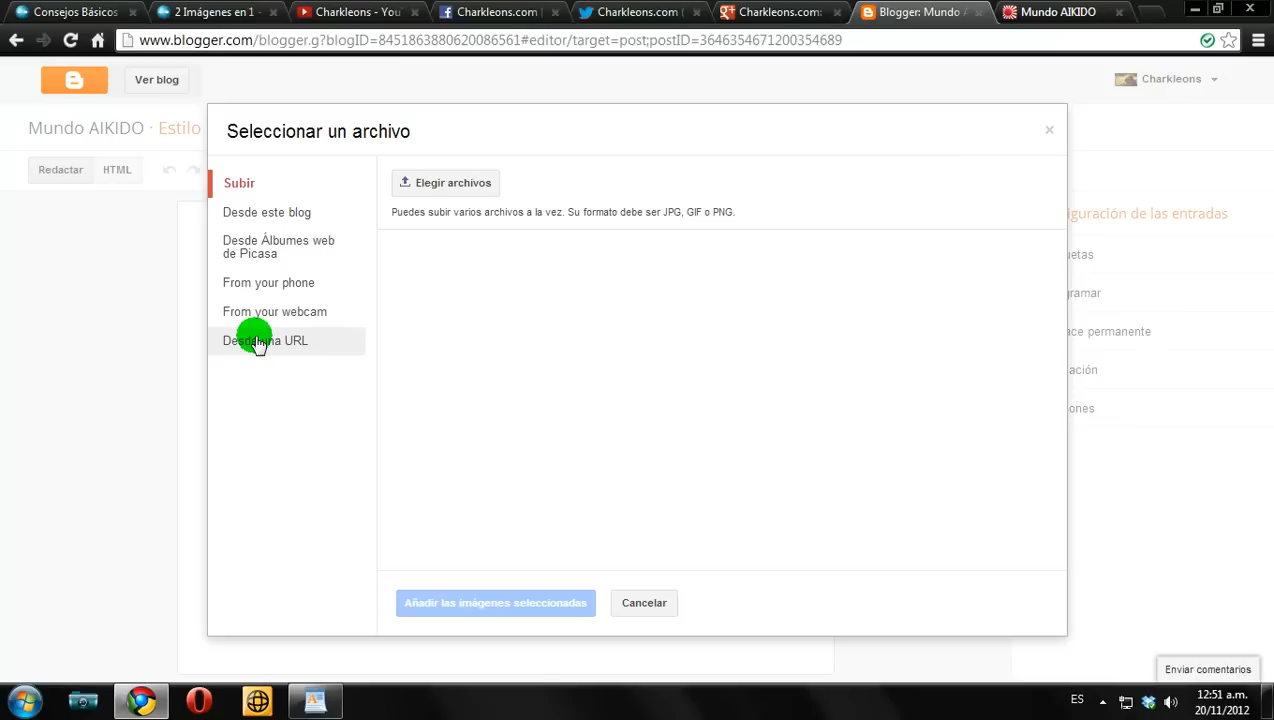 Consejos Básicos
2 Imágenes en 1 -
Charkleons - You
Charkleons.com
Charkleons.com (
Charkleons.com:
Blogger: Mundo A
Mundo AIKIDO
www.blogger.com/blogger.g?blogID=8451863880620086561#editor/target=post;postID=3646354671200354689
Ver blog
Charkleons
Mundo AIKIDO · Estilo
Seleccionar un archivo
Redactar
HTML
Subir
Elegir archivos
Desde este blog
Puedes subir varios archivos a la vez. Su formato debe ser JPG, GIF o PNG.
iguración de las entradas
Desde Álbumes web
de Picasa
uetas
From your phone
gramar
From your webcam
ace permanente
Desde una URL
ación
ones
Añadir las imágenes seleccionadas
Cancelar
Enviar comentarios
ES
12:51 a.m.
20/11/2012